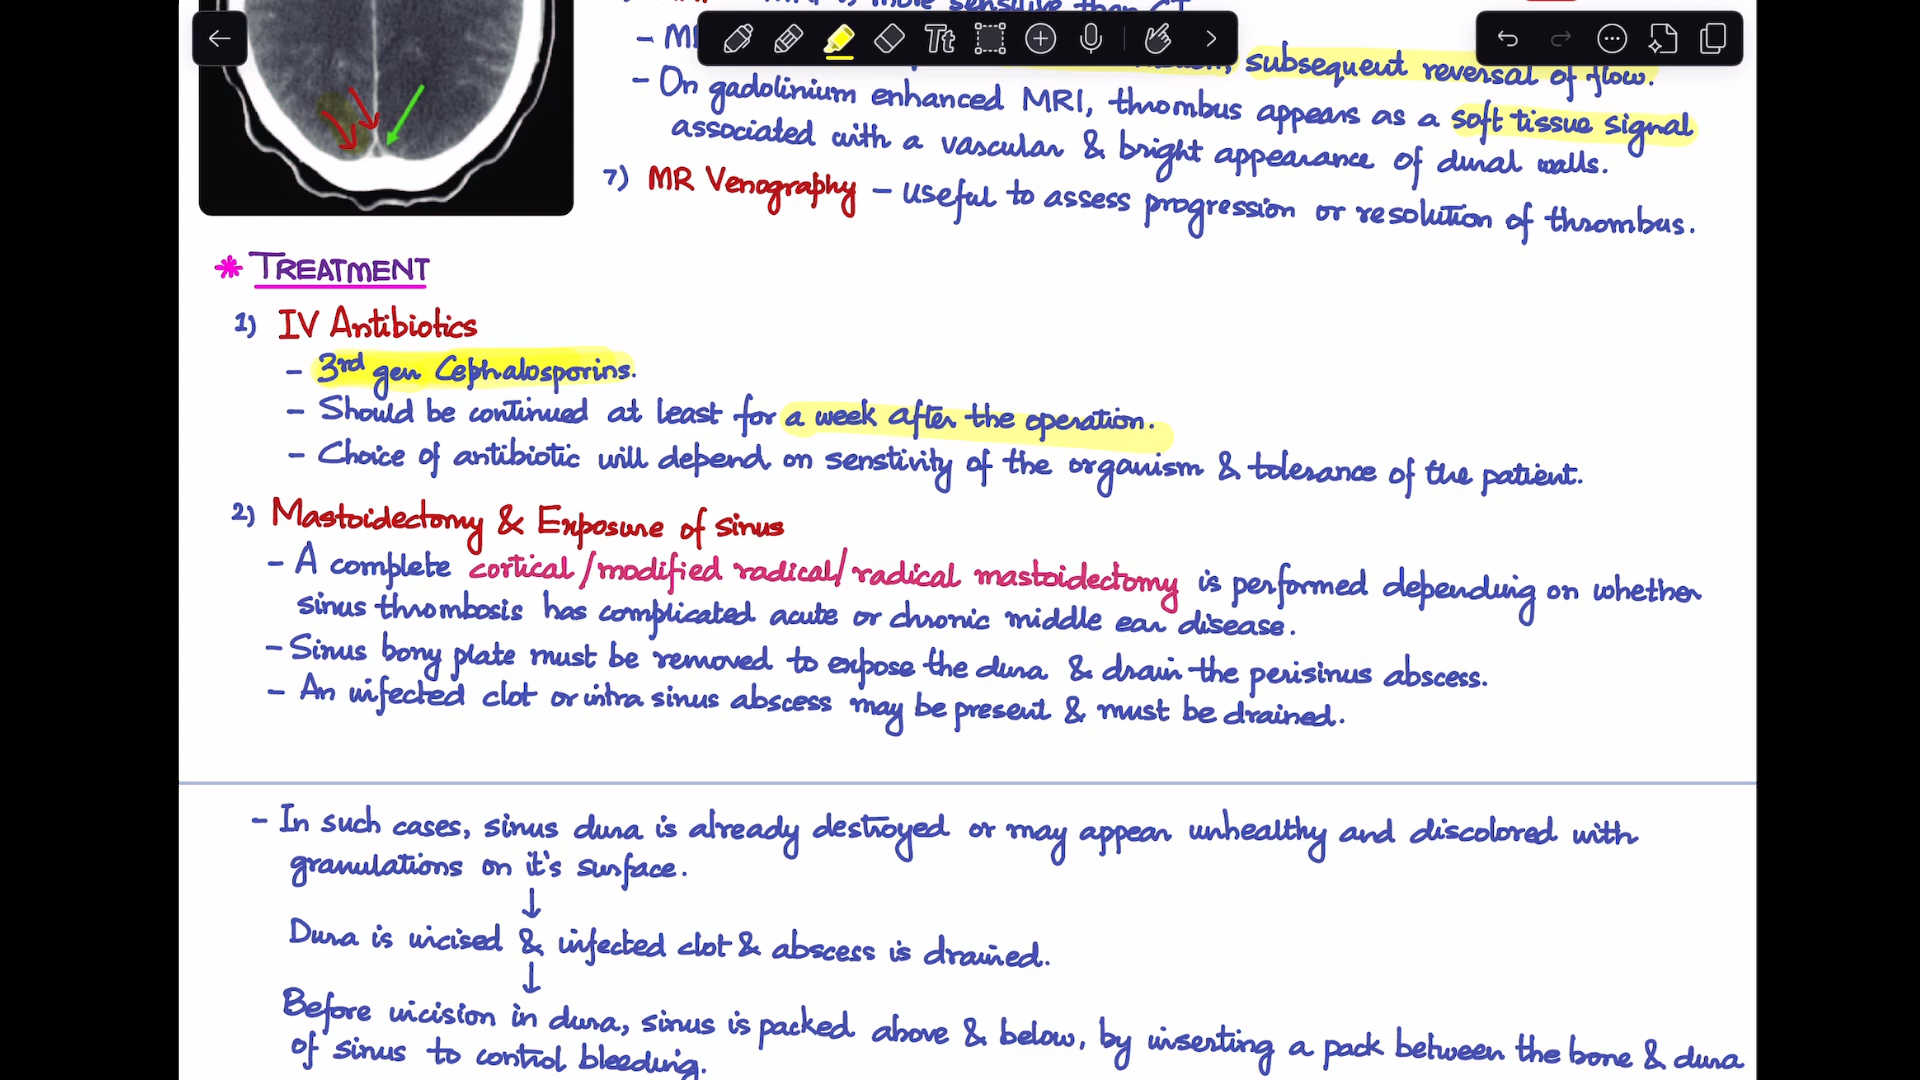 is more sensitive than CT
- M
subsequent reversal of flow.
- On gadolinium enhanced MRI, thrombus appears as a soft tissue signal
associated with a vascular & bright appearance of dural walls.
7) MR Venography - useful to assess progression or resolution of thrombus.
* TREATMENT
1) IV Antibiotics
- 3rd gen Cephalosporins.
- Should be continued at least for a week after the operation.
- Choice of antibiotic will depend on senstivity of the organism & tolerance of the patient.
2) Mastoidectomy & Exposure of sinus
- A complete cortical/modified radical/radical mastoidectomy is performed depending on whether
sinus thrombosis has complicated acute or chronic middle ear disease.
- Sinus bony plate must be removed to expose the dura & drain the perisinus abscess.
- An infected clot or intra sinus abscess may be present & must be drained.
- In such cases, sinus dura is already destroyed or may appear unhealthy and discolored with
granulations on it's surface.
↓
Dura is incised & infected clot & abscess is drained.
↓
Before incision in dura, sinus is packed above & below, by inserting a pack between the bone & dura
of sinus to control bleeding.
Tt